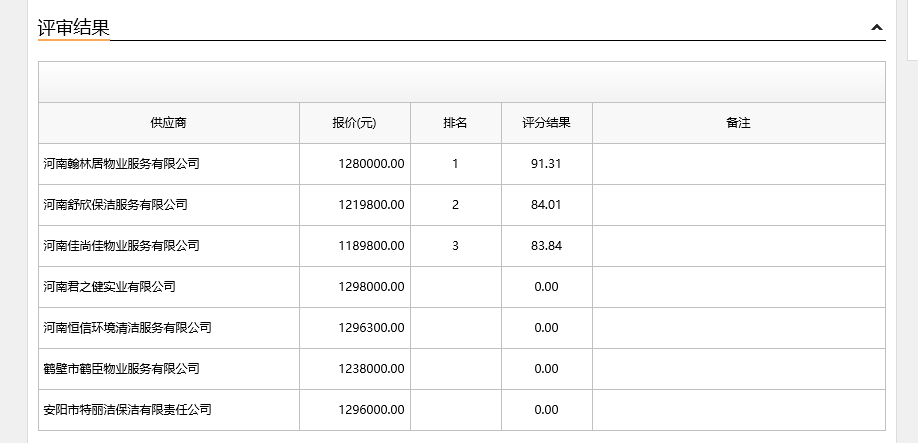 评审结果
供应商 报价(元) 排名 评分结果 备注
河南翰林居物业服务有限公司 1280000.00 1 91.31
河南舒欣保洁服务有限公司 1219800.00 2 84.01
河南佳尚佳物业服务有限公司 1189800.00 3 83.84
河南君之健实业有限公司 1298000.00 0.00
河南恒信环境清洁服务有限公司 1296300.00 0.00
鹤壁市鹤臣物业服务有限公司 1238000.00 0.00
安阳市特丽洁保洁有限责任公司 1296000.00 0.00